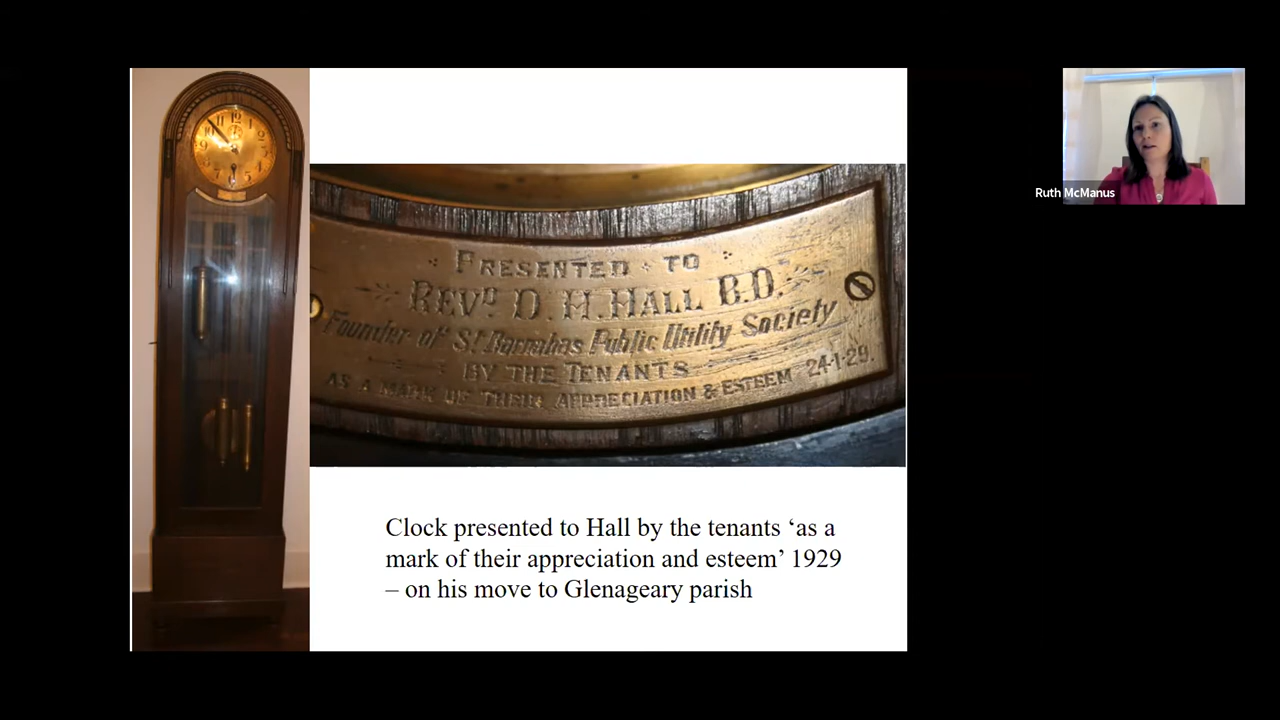 PRESENTED TO
REVD D. H. HALL B.D.
Founder of St Barnabas Public Utility Society
BY THE TENANTS
AS A MARK OF THEIR APPRECIATION & ESTEEM 24·1·29.
Clock presented to Hall by the tenants ‘as a
mark of their appreciation and esteem’ 1929
– on his move to Glenageary parish
Ruth McManus